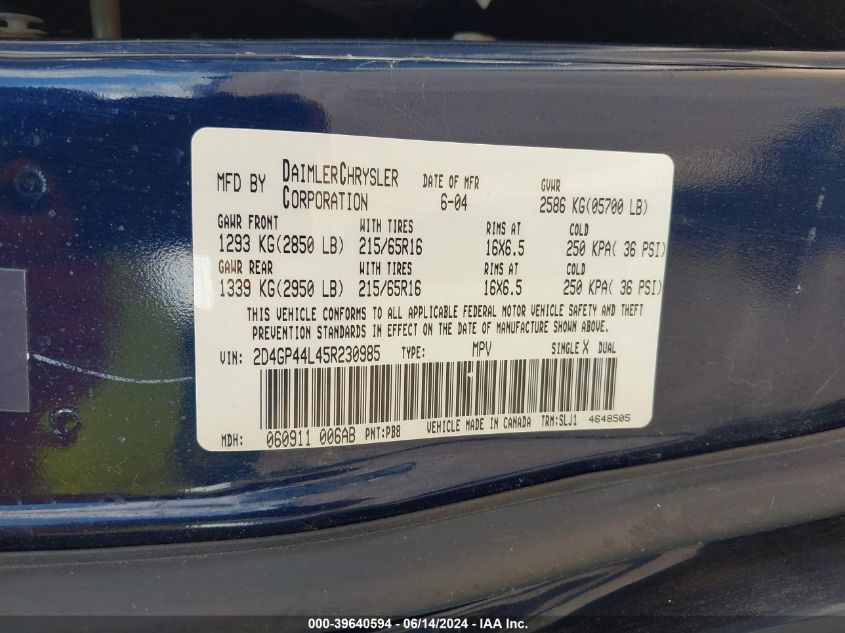 MFD BY DAIMLERCHRYSLER CORPORATION DATE OF MFR 6-04 GVWR 2586 KG(05700 LB)
GAWR FRONT WITH TIRES RIMS AT COLD
1293 KG(2850 LB) 215/65R16 16X6.5 250 KPA( 36 PSI)
GAWR REAR WITH TIRES RIMS AT COLD
1339 KG(2950 LB) 215/65R16 16X6.5 250 KPA( 36 PSI)
THIS VEHICLE CONFORMS TO ALL APPLICABLE FEDERAL MOTOR VEHICLE SAFETY AND THEFT
PREVENTION STANDARDS IN EFFECT ON THE DATE OF MANUFACTURE SHOWN ABOVE.
VIN: 2D4GP44L45R230985 TYPE: MPV SINGLE X DUAL
MDH: 060911 006AB PNT:PB8 VEHICLE MADE IN CANADA TRM:SLJ1 4648505
000-39640594 / 06/14/2024 / IAA, Inc.